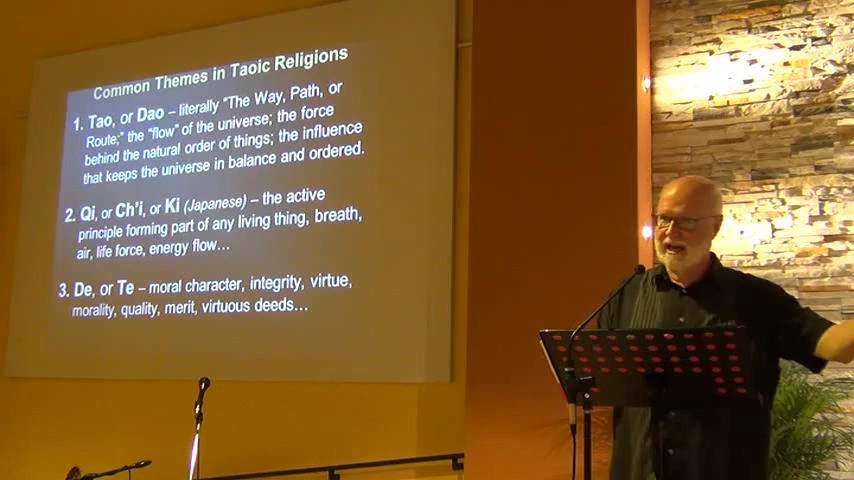 Common Themes in Taoic Religions
1. Tao, or Dao – literally "The Way, Path, or
Route;" the "flow" of the universe; the force
behind the natural order of things; the influence
that keeps the universe in balance and ordered.
2. Qi, or Ch'i, or Ki (Japanese) – the active
principle forming part of any living thing, breath,
air, life force, energy flow…
3. De, or Te – moral character, integrity, virtue,
morality, quality, merit, virtuous deeds…